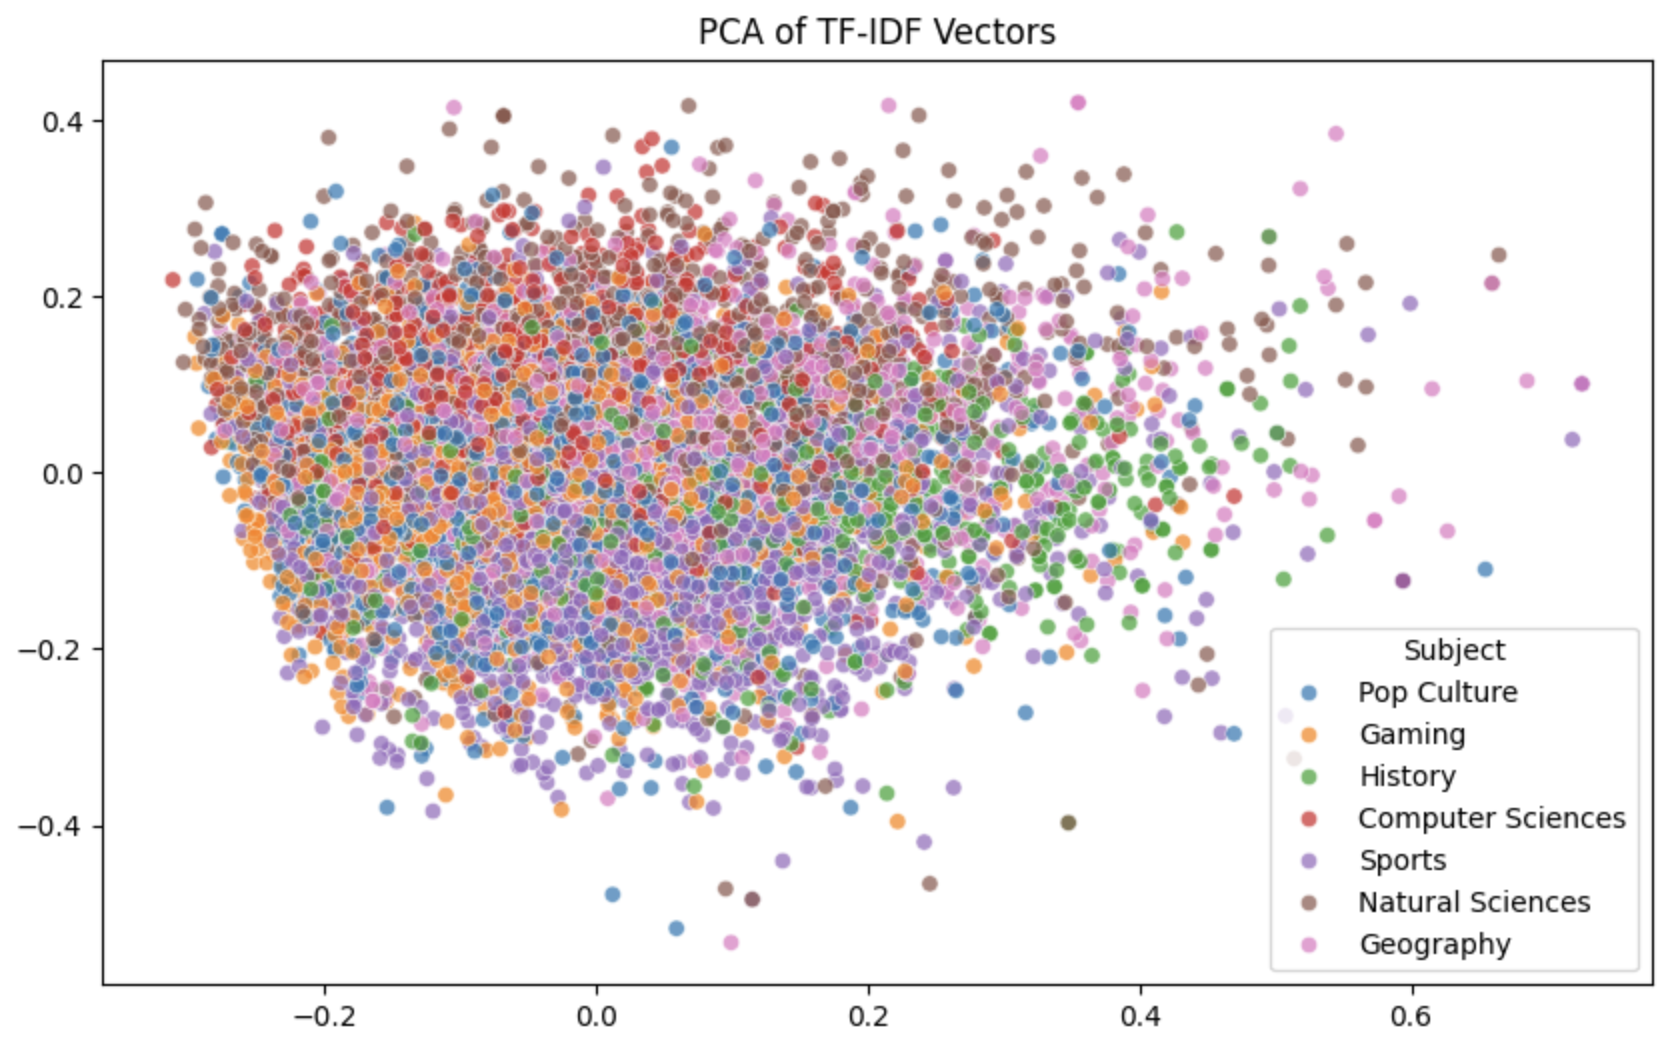 PCA of TF-IDF Vectors
0.4
0.2
0.0
−0.2
−0.4
−0.2 0.0 0.2 0.4 0.6
Subject
Pop Culture
Gaming
History
Computer Sciences
Sports
Natural Sciences
Geography